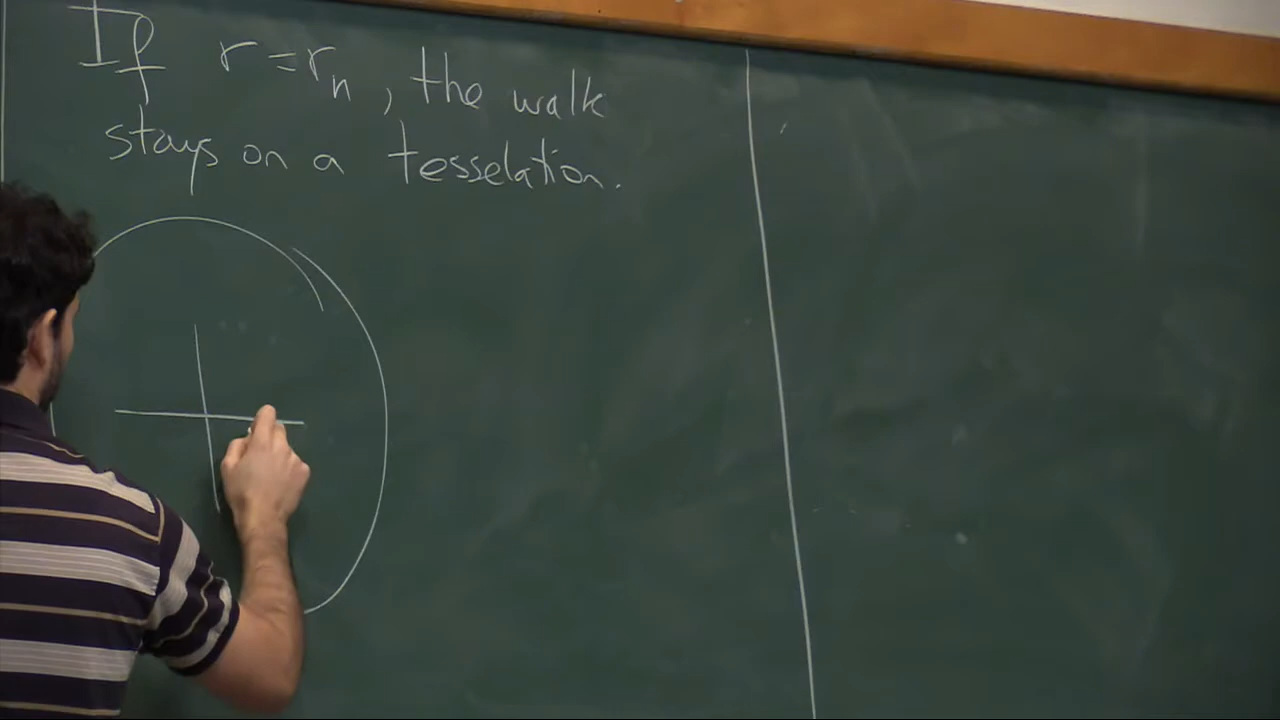 If r = r_n, the walk
stays on a tesselation.